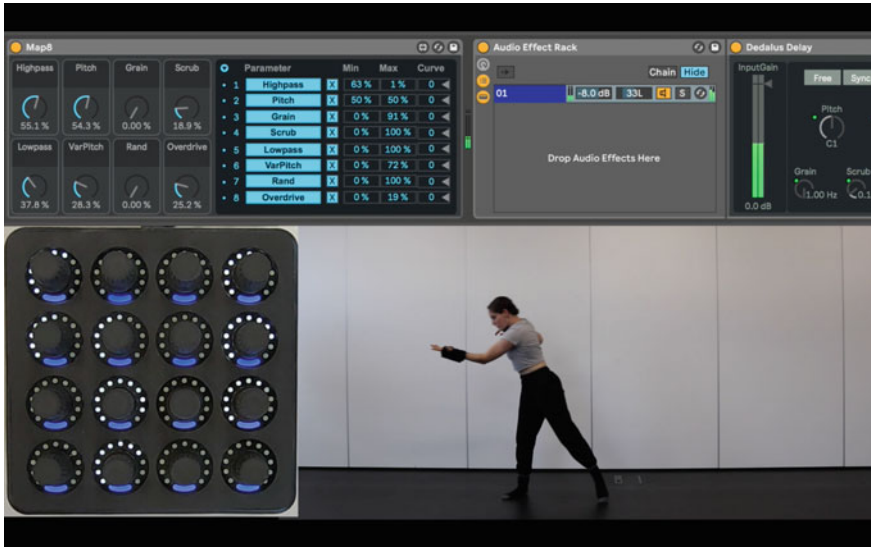 Map8
Highpass Pitch Grain Scrub
55.1 % 54.3 % 0.00 % 18.9 %
Lowpass VarPitch Rand Overdrive
37.8 % 28.3 % 0.00 % 25.2 %
Parameter Min Max Curve
1 Highpass X 63 % 1 % 0
2 Pitch X 50 % 50 % 0
3 Grain X 0 % 91 % 0
4 Scrub X 0 % 100 % 0
5 Lowpass X 0 % 100 % 0
6 VarPitch X 0 % 72 % 0
7 Rand X 0 % 100 % 0
8 Overdrive X 0 % 19 % 0
Audio Effect Rack
Chain Hide
01 -8.0 dB 33L S
Drop Audio Effects Here
Dedalus Delay
InputGain
Free Sync
Pitch
C1
Grain Scrub
1.00 Hz
0.0 dB